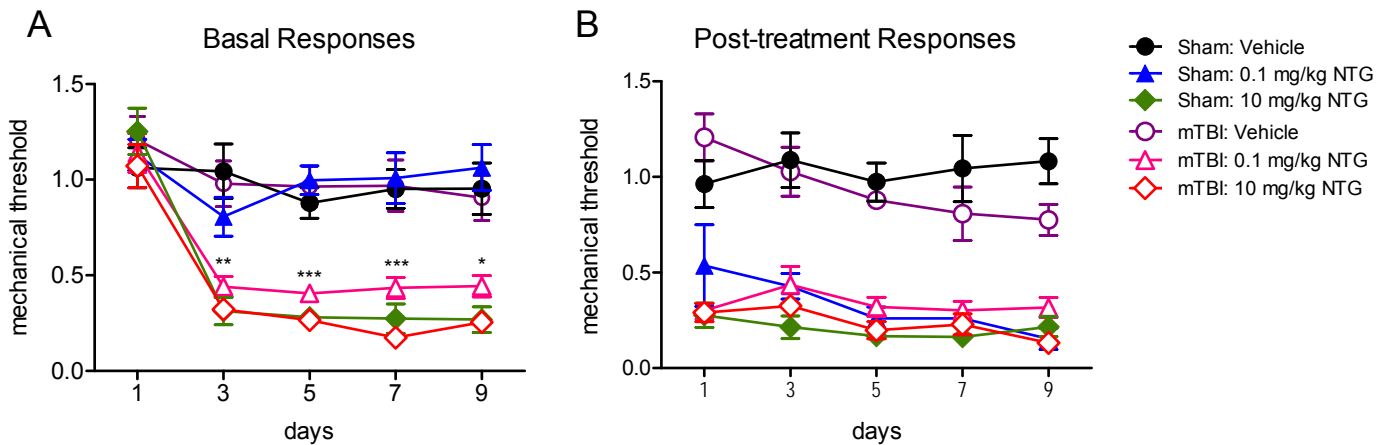 A
Basal Responses
mechanical threshold
1.5
1.0
0.5
0.0
** *** *** *
1 3 5 7 9
days
B
Post-treatment Responses
mechanical threshold
1.5
1.0
0.5
0.0
1 3 5 7 9
days
Sham: Vehicle
Sham: 0.1 mg/kg NTG
Sham: 10 mg/kg NTG
mTBI: Vehicle
mTBI: 0.1 mg/kg NTG
mTBI: 10 mg/kg NTG